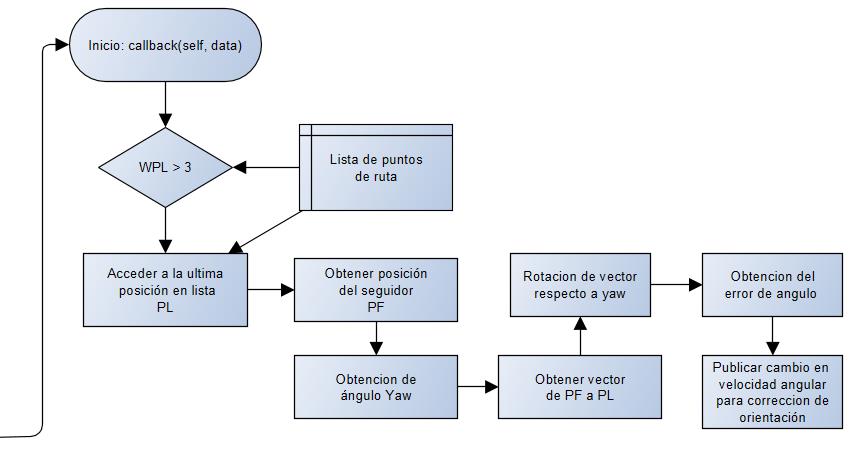 Inicio: callback(self, data)
WPL > 3
Lista de puntos
de ruta
Acceder a la ultima
posición en lista
PL
Obtener posición
del seguidor
PF
Obtencion de
ángulo Yaw
Obtener vector
de PF a PL
Rotacion de vector
respecto a yaw
Obtencion del
error de angulo
Publicar cambio en
velocidad angular
para correccion de
orientación